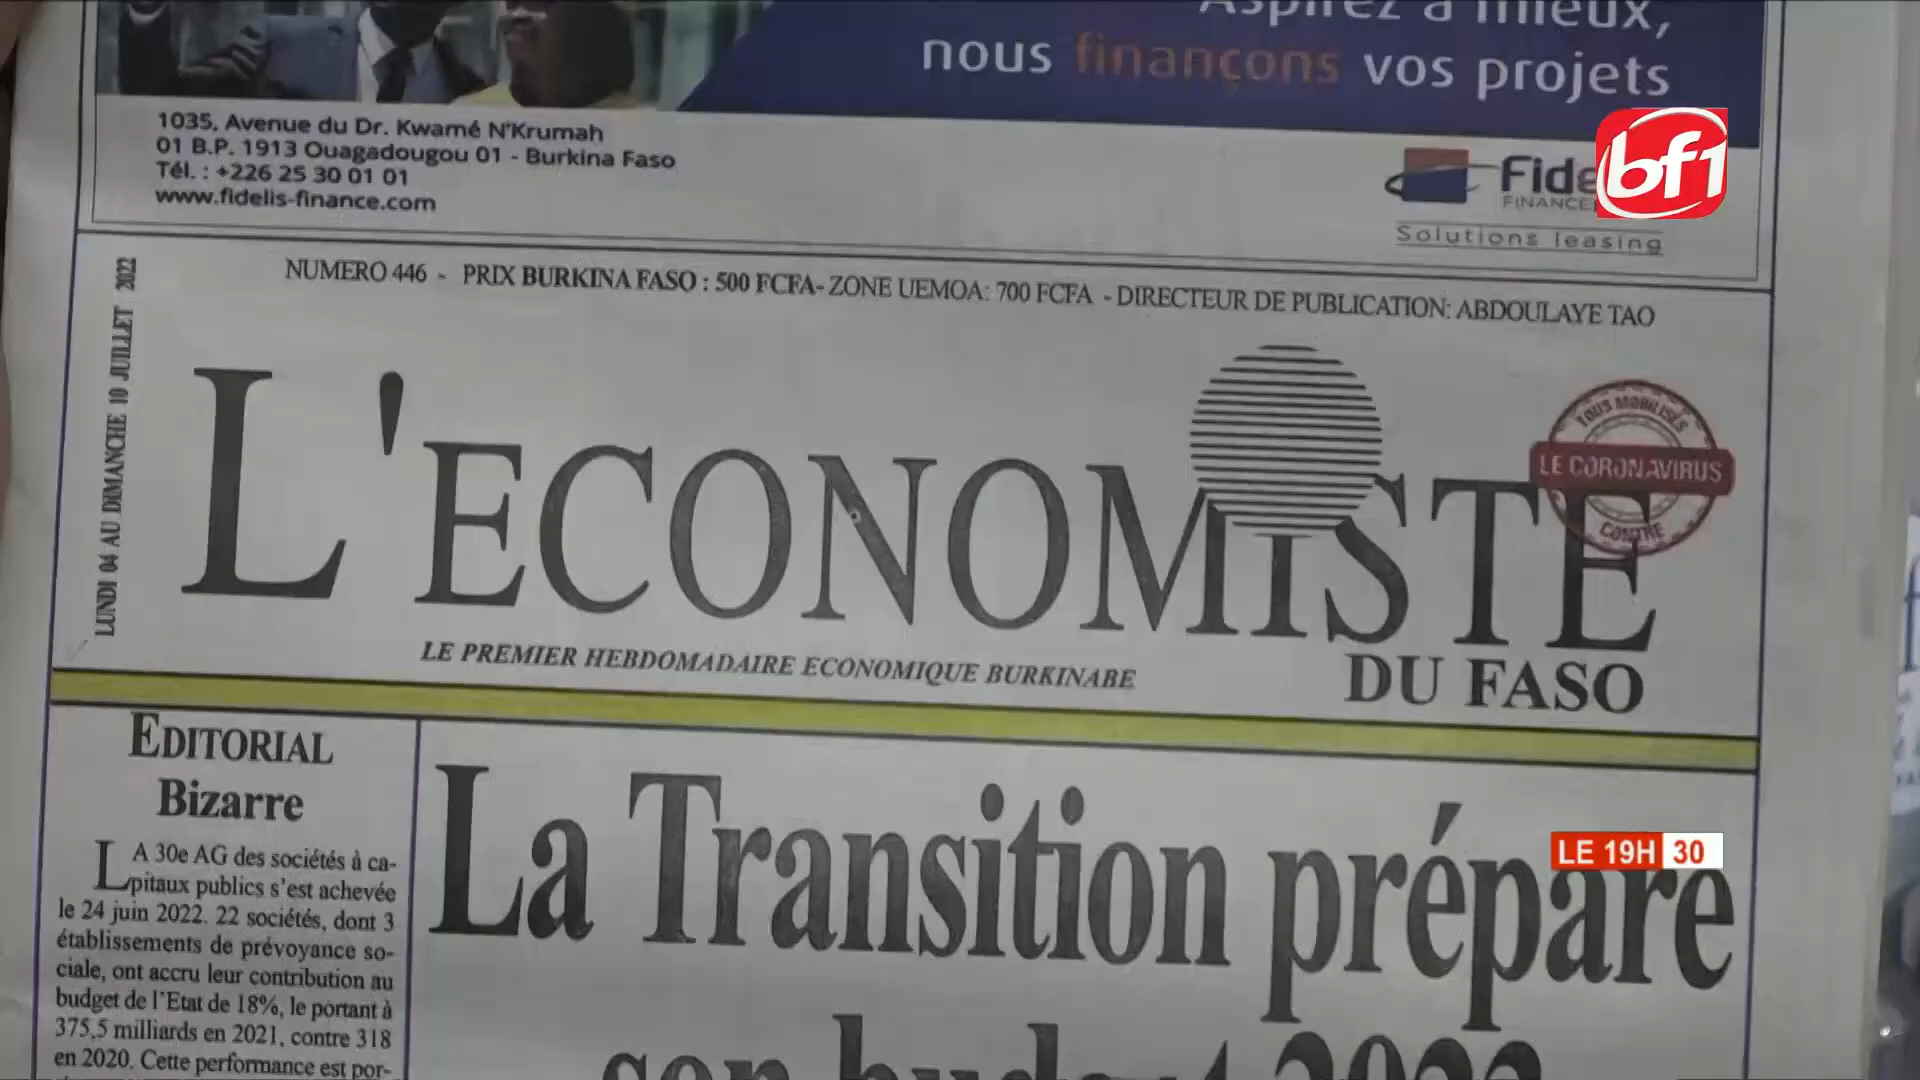 Aspirez à mieux,
nous finançons vos projets
1035, Avenue du Dr. Kwamé N'Krumah
01 B.P. 1913 Ouagadougou 01 - Burkina Faso
Tél. : +226 25 30 01 01
www.fidelis-finance.com
bf1
FINANCE
Solutions leasing
LUNDI 04 AU DIMANCHE 10 JUILLET 2022
NUMERO 446 - PRIX BURKINA FASO : 500 FCFA- ZONE UEMOA: 700 FCFA - DIRECTEUR DE PUBLICATION: ABDOULAYE TAO
L'ECONOMISTE
DU FASO
TOUS MOBILISÉS
LE CORONAVIRUS
CONTRE
LE PREMIER HEBDOMADAIRE ECONOMIQUE BURKINABE
EDITORIAL
Bizarre
LA 30e AG des sociétés à ca-
pitaux publics s'est achevée
le 24 juin 2022. 22 sociétés, dont 3
établissements de prévoyance so-
ciale, ont accru leur contribution au
budget de l'Etat de 18%, le portant à
375,5 milliards en 2021, contre 318
en 2020. Cette performance est por-
La Transition prépare
son budget
LE 19H 30